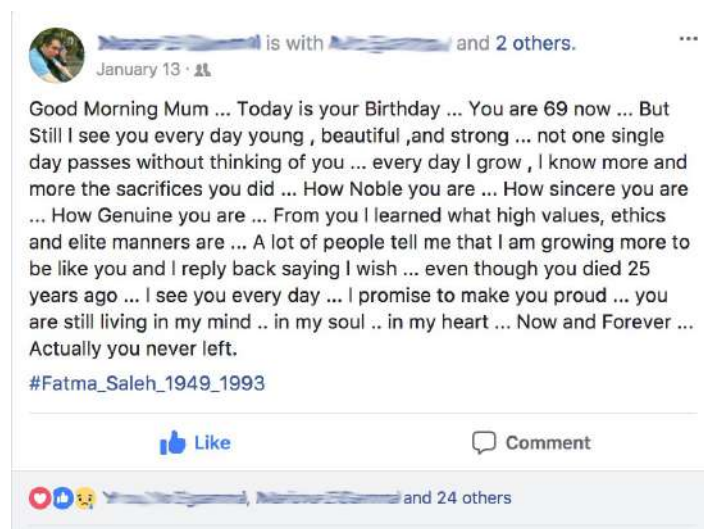 is with and 2 others.
January 13
Good Morning Mum ... Today is your Birthday ... You are 69 now ... But
Still I see you every day young , beautiful ,and strong ... not one single
day passes without thinking of you ... every day I grow , I know more and
more the sacrifices you did ... How Noble you are ... How sincere you are
... How Genuine you are ... From you I learned what high values, ethics
and elite manners are ... A lot of people tell me that I am growing more to
be like you and I reply back saying I wish ... even though you died 25
years ago ... I see you every day ... I promise to make you proud ... you
are still living in my mind .. in my soul .. in my heart ... Now and Forever ...
Actually you never left.
#Fatma_Saleh_1949_1993
Like Comment
and 24 others